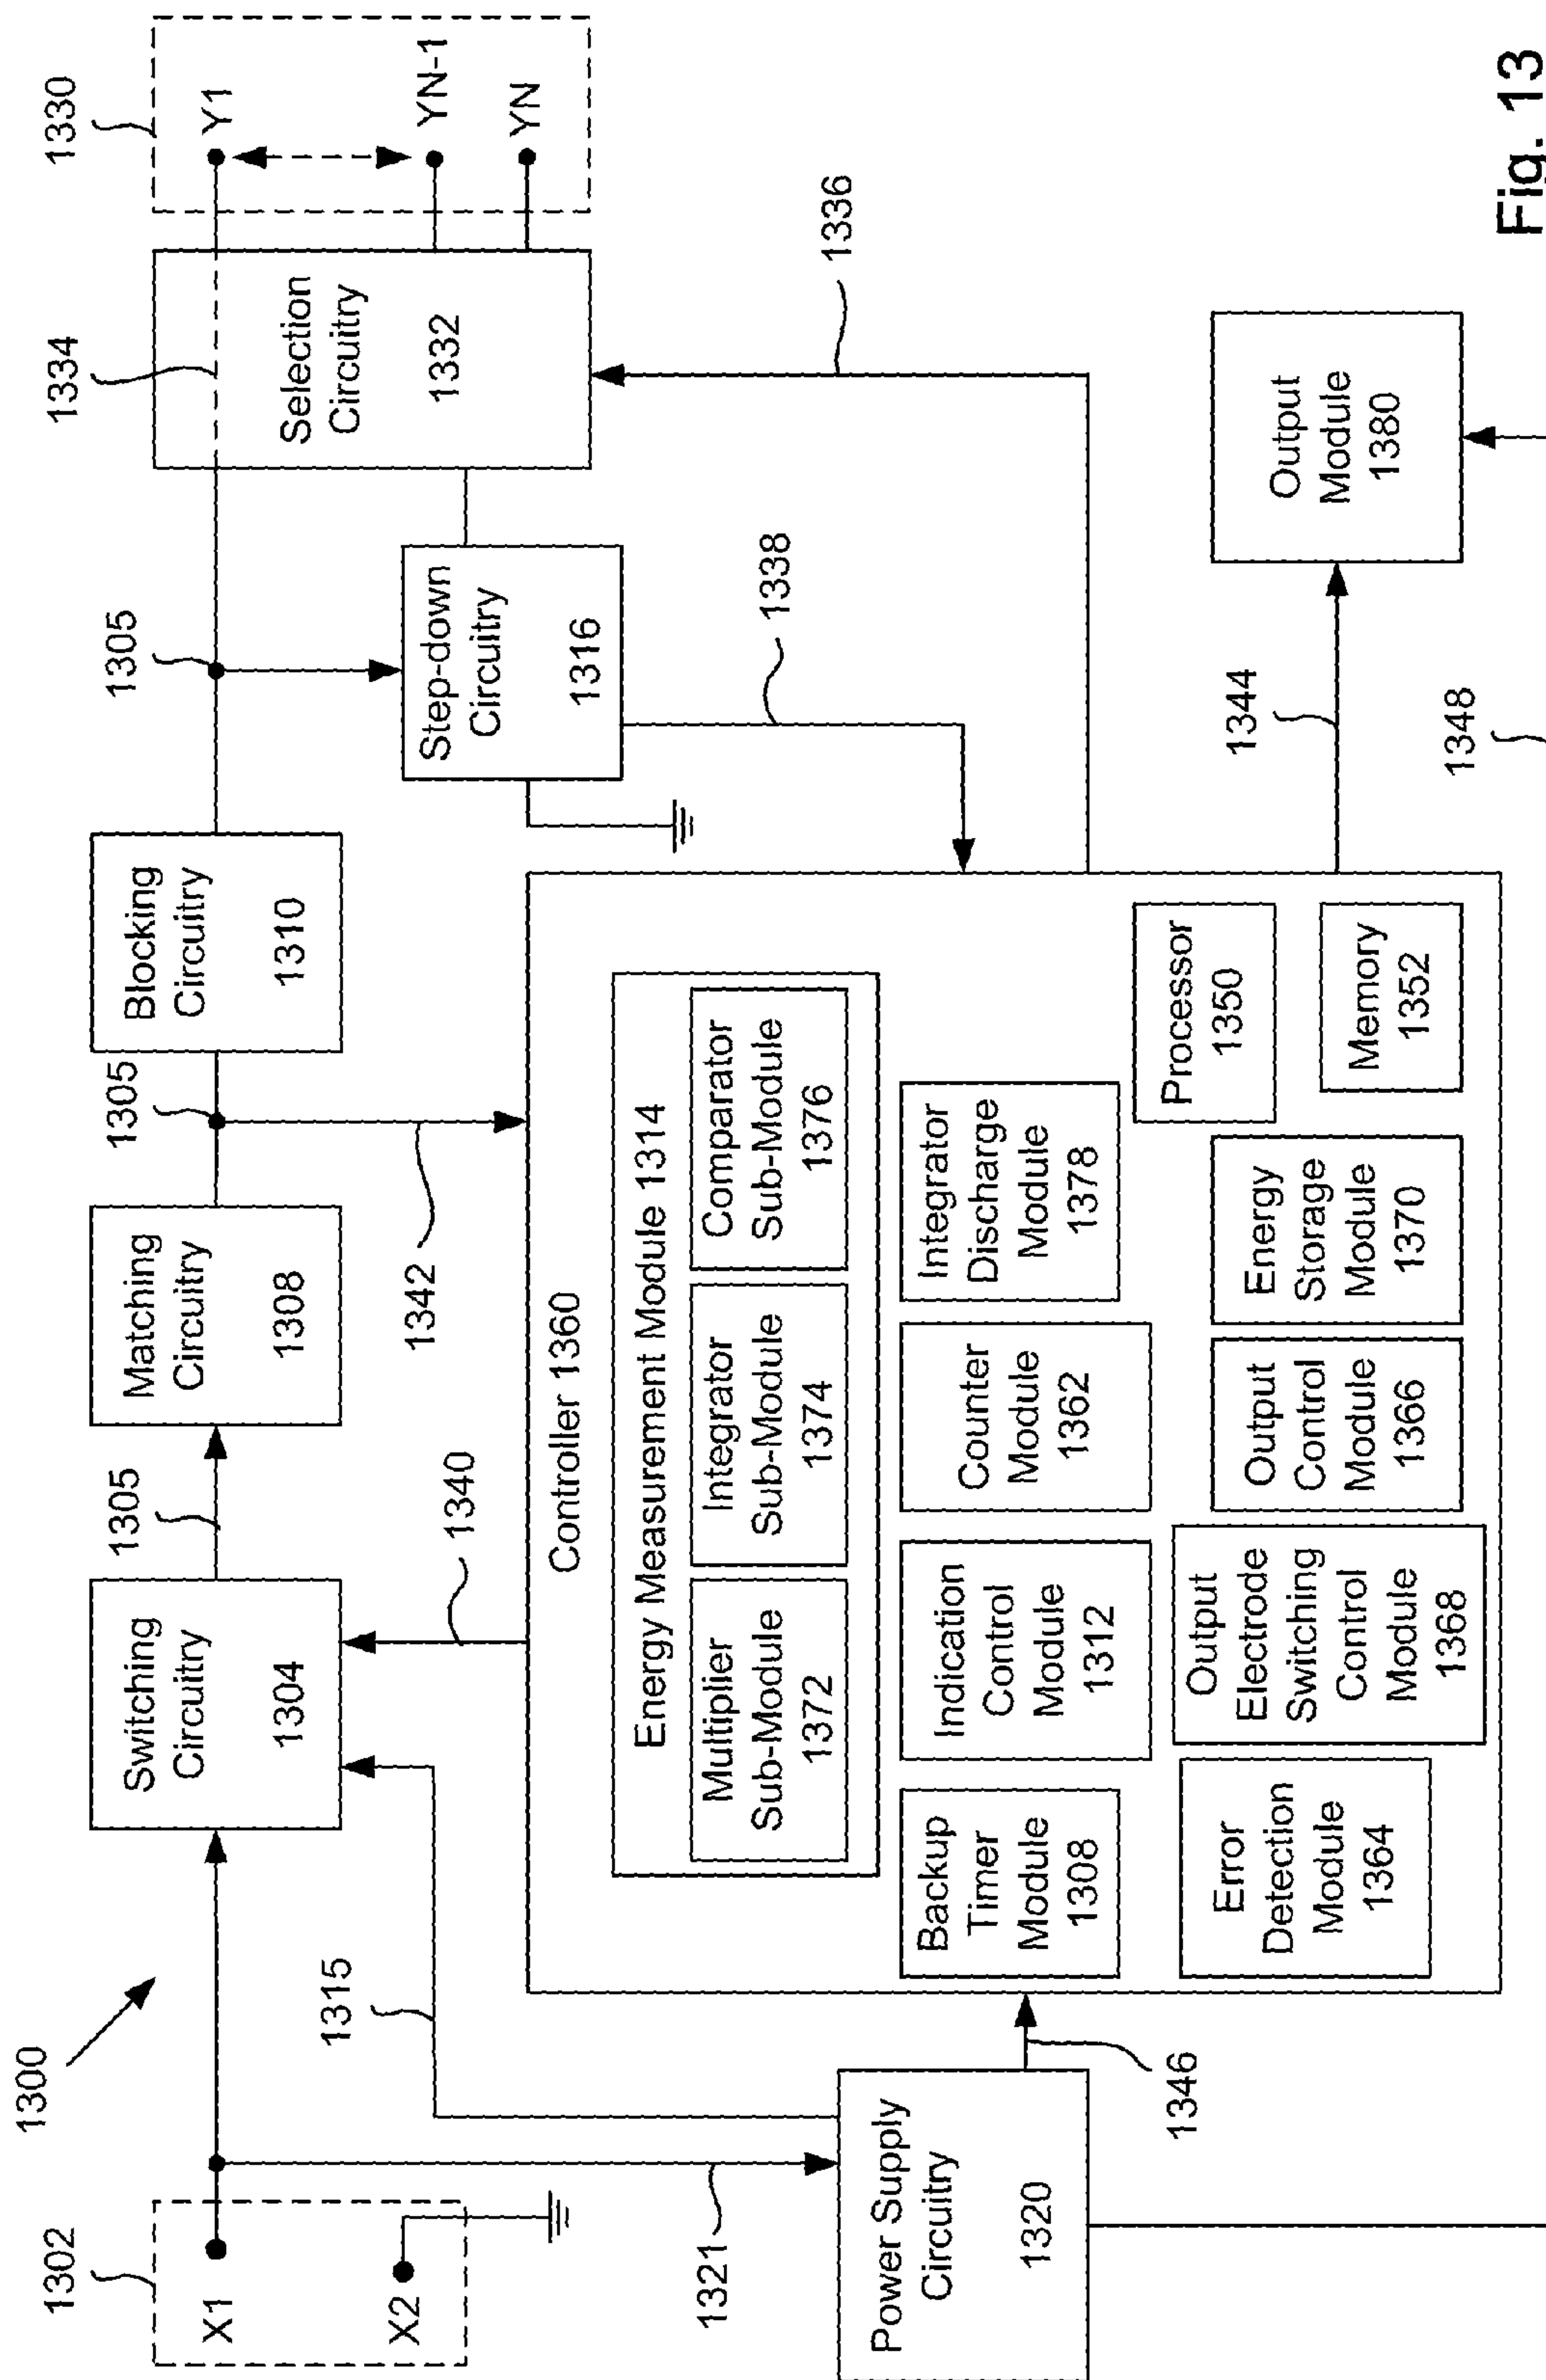 1300
1302
X1
X2
1321
1315
Switching
Circuitry
1304
1305
Matching
Circuitry
1308
1305
Blocking
Circuitry
1310
1305
1334
Selection
Circuitry
1332
1330
Y1
YN-1
YN
1340
1342
Step-down
Circuitry
1316
1338
1336
Power Supply
Circuitry
1320
1346
Controller 1360
Energy Measurement Module 1314
Multiplier
Sub-Module
1372
Integrator
Sub-Module
1374
Comparator
Sub-Module
1376
Backup
Timer
Module
1308
Indication
Control
Module
1312
Counter
Module
1362
Integrator
Discharge
Module
1378
Processor
1350
Error
Detection
Module
1364
Output
Electrode
Switching
Control
Module
1368
Output
Control
Module
1366
Energy
Storage
Module
1370
Memory
1352
1344
Output
Module
1380
1348
Fig. 13